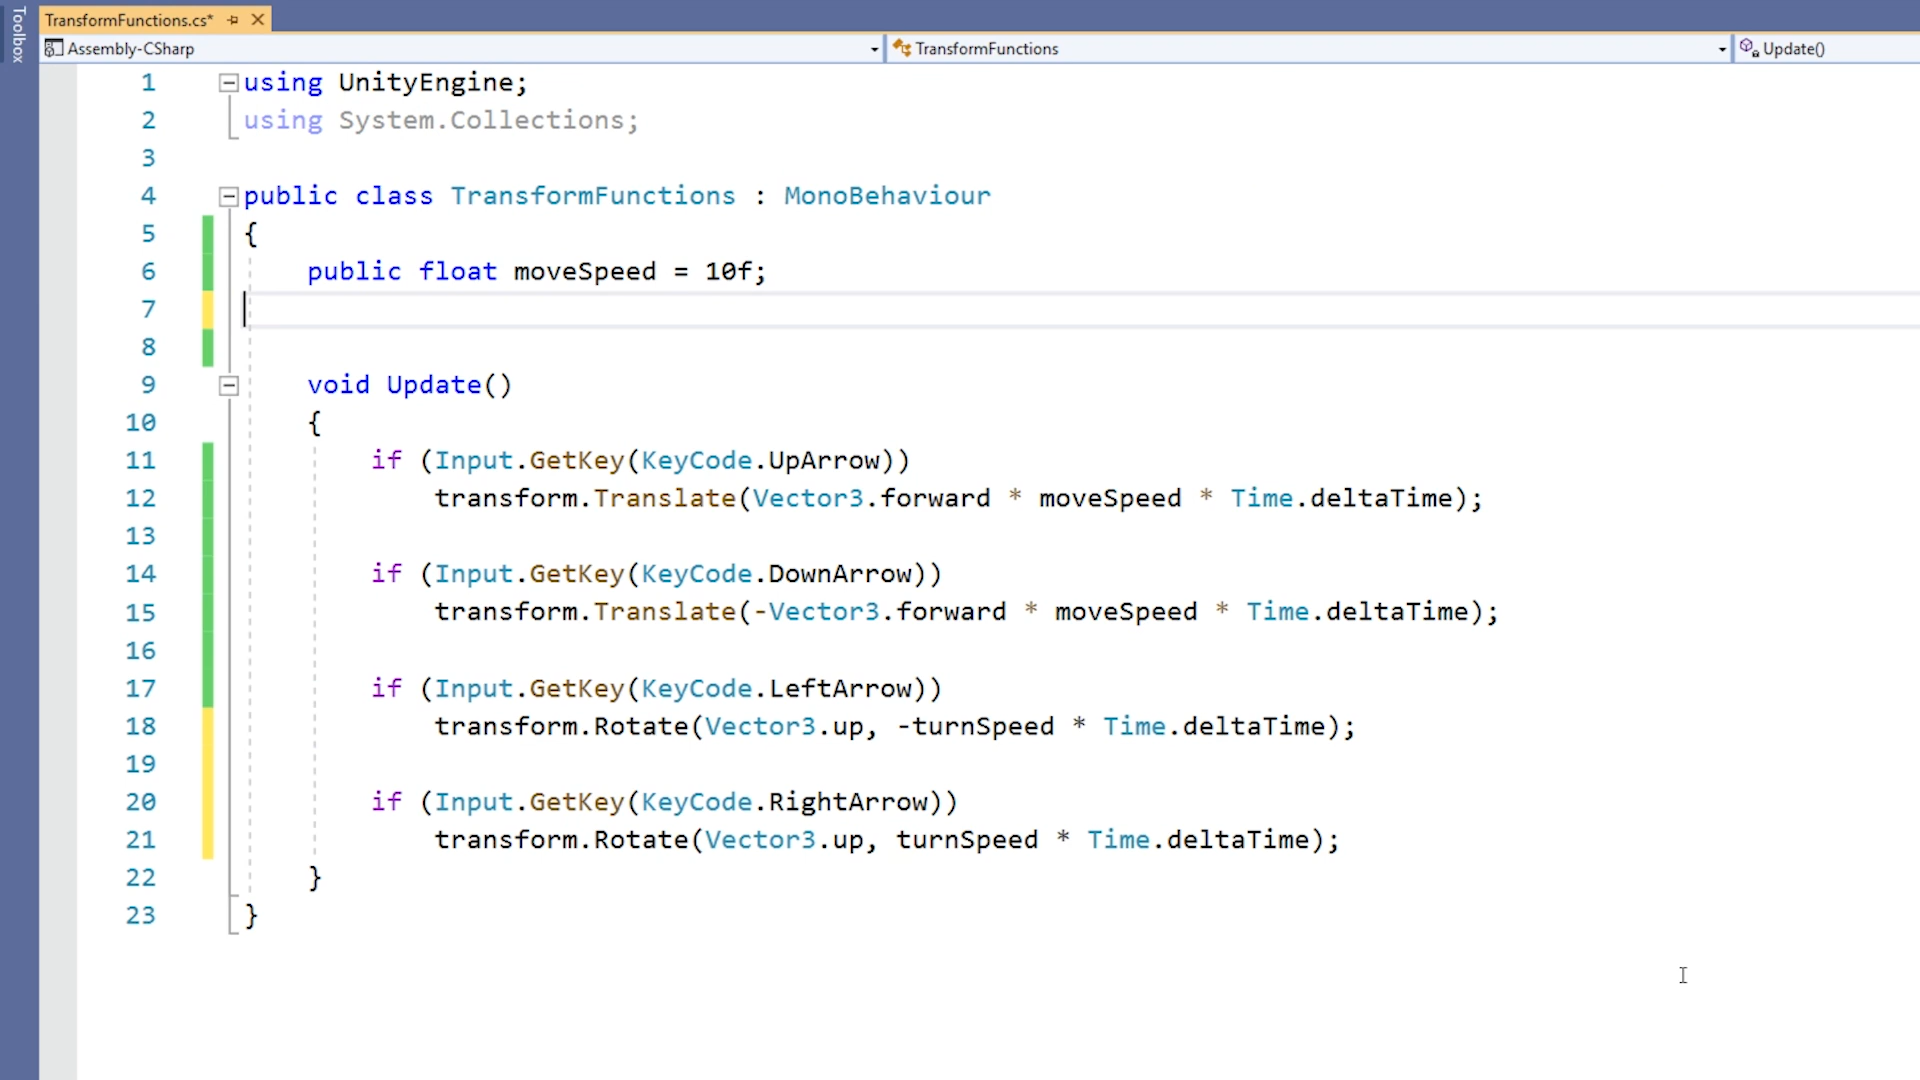 Toolbox
TransformFunctions.cs*
Assembly-CSharp TransformFunctions Update()
1 using UnityEngine;
2 using System.Collections;
3
4 public class TransformFunctions : MonoBehaviour
5 {
6 public float moveSpeed = 10f;
7
8
9 void Update()
10 {
11 if (Input.GetKey(KeyCode.UpArrow))
12 transform.Translate(Vector3.forward * moveSpeed * Time.deltaTime);
13
14 if (Input.GetKey(KeyCode.DownArrow))
15 transform.Translate(-Vector3.forward * moveSpeed * Time.deltaTime);
16
17 if (Input.GetKey(KeyCode.LeftArrow))
18 transform.Rotate(Vector3.up, -turnSpeed * Time.deltaTime);
19
20 if (Input.GetKey(KeyCode.RightArrow))
21 transform.Rotate(Vector3.up, turnSpeed * Time.deltaTime);
22 }
23 }